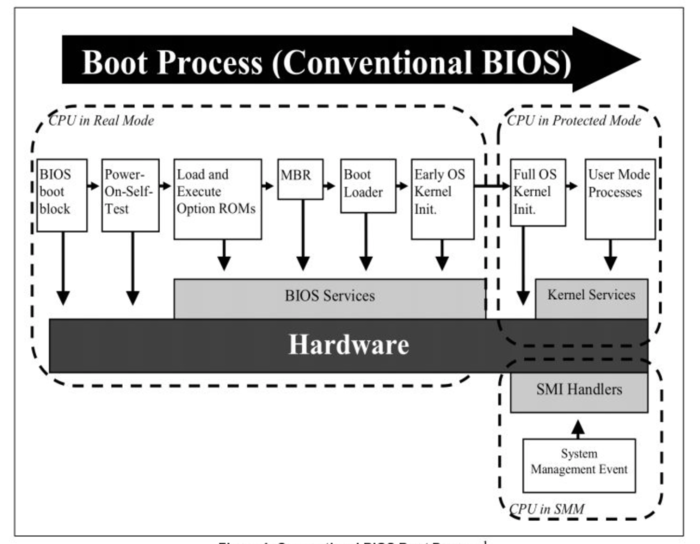 Boot Process (Conventional BIOS)
CPU in Real Mode
CPU in Protected Mode
BIOS
boot
block
Power-
On-Self-
Test
Load and
Execute
Option ROMs
MBR
Boot
Loader
Early OS
Kernel
Init.
Full OS
Kernel
Init.
User Mode
Processes
BIOS Services
Kernel Services
Hardware
SMI Handlers
System
Management Event
CPU in SMM